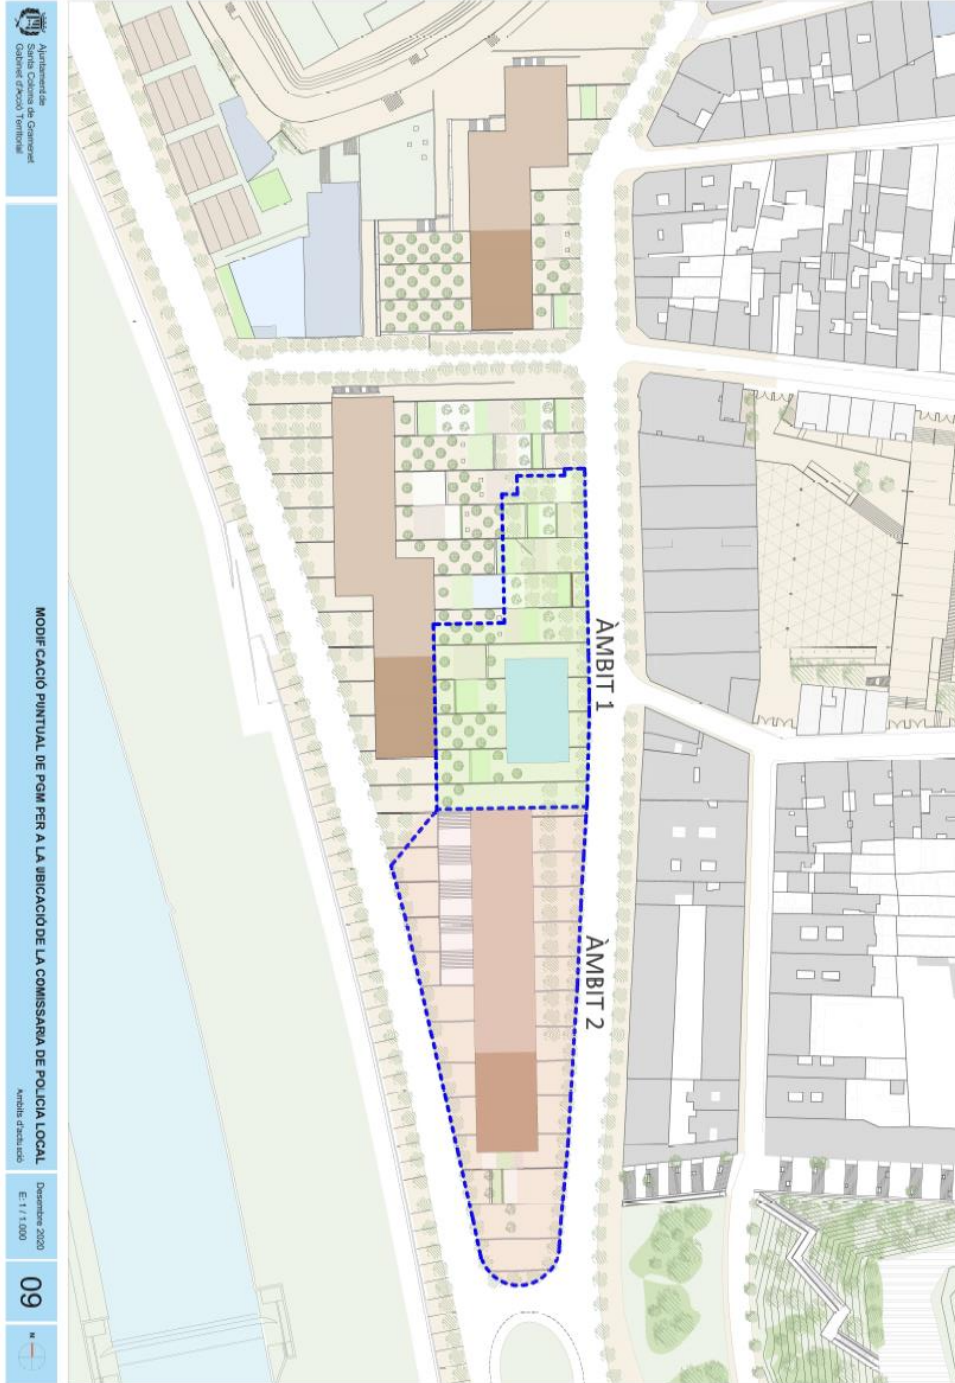 Ajuntament de
Santa Coloma de Gramenet
Gabinet d'Acció Territorial
MODIFCACIÓ PUNTUAL DE PGM PER A LA UBICACIÓ DE LA COMISSARIA DE POLICIA LOCAL
Àmbits d'actuació
Desembre 2020
E: 1 / 1.000
09
N
ÀMBIT 1
ÀMBIT 2